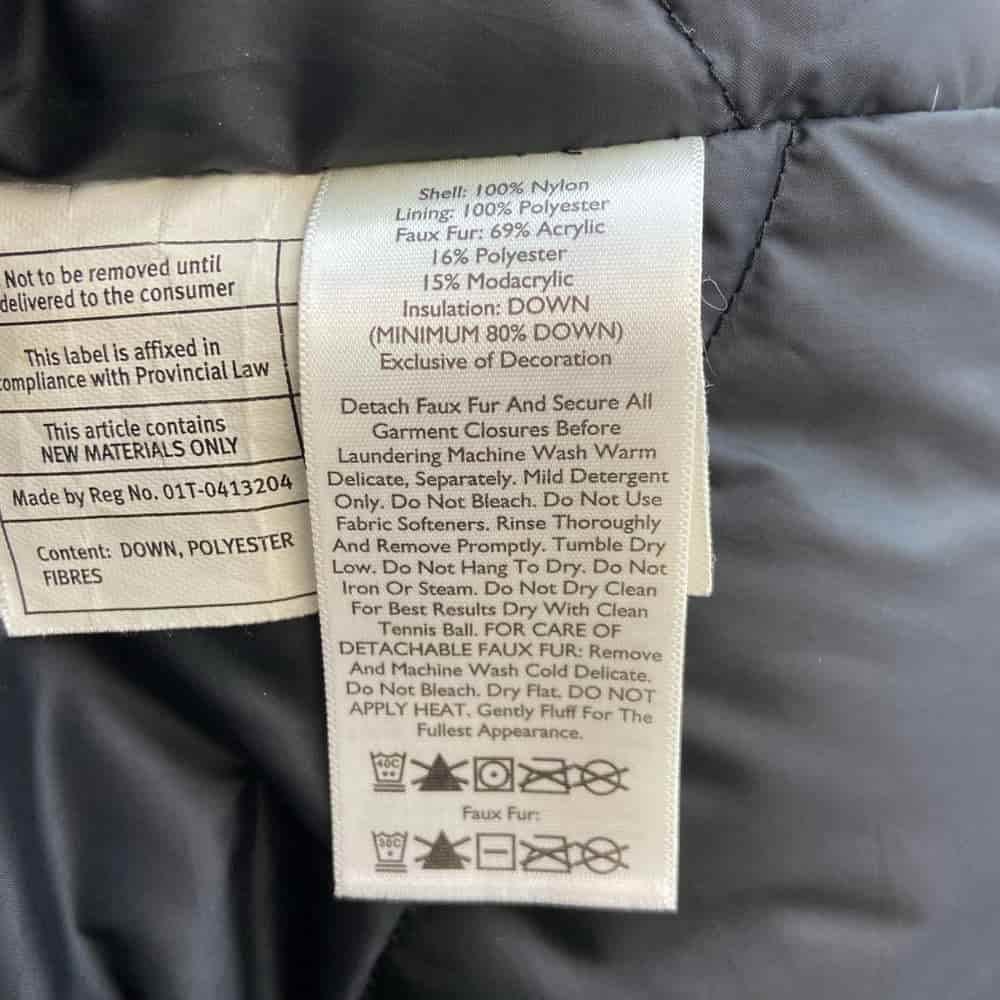 Not to be removed until
delivered to the consumer
This label is affixed in
compliance with Provincial Law
This article contains
NEW MATERIALS ONLY
Made by Reg No. 01T-0413204
Content: DOWN, POLYESTER
FIBRES
Shell: 100% Nylon
Lining: 100% Polyester
Faux Fur: 69% Acrylic
16% Polyester
15% Modacrylic
Insulation: DOWN
(MINIMUM 80% DOWN)
Exclusive of Decoration
Detach Faux Fur And Secure All
Garment Closures Before
Laundering Machine Wash Warm
Delicate, Separately. Mild Detergent
Only. Do Not Bleach. Do Not Use
Fabric Softeners. Rinse Thoroughly
And Remove Promptly. Tumble Dry
Low. Do Not Hang To Dry. Do Not
Iron Or Steam. Do Not Dry Clean
For Best Results Dry With Clean
Tennis Ball. FOR CARE OF
DETACHABLE FAUX FUR: Remove
And Machine Wash Cold Delicate.
Do Not Bleach. Dry Flat. DO NOT
APPLY HEAT. Gently Fluff For The
Fullest Appearance.
40C
Faux Fur:
30C